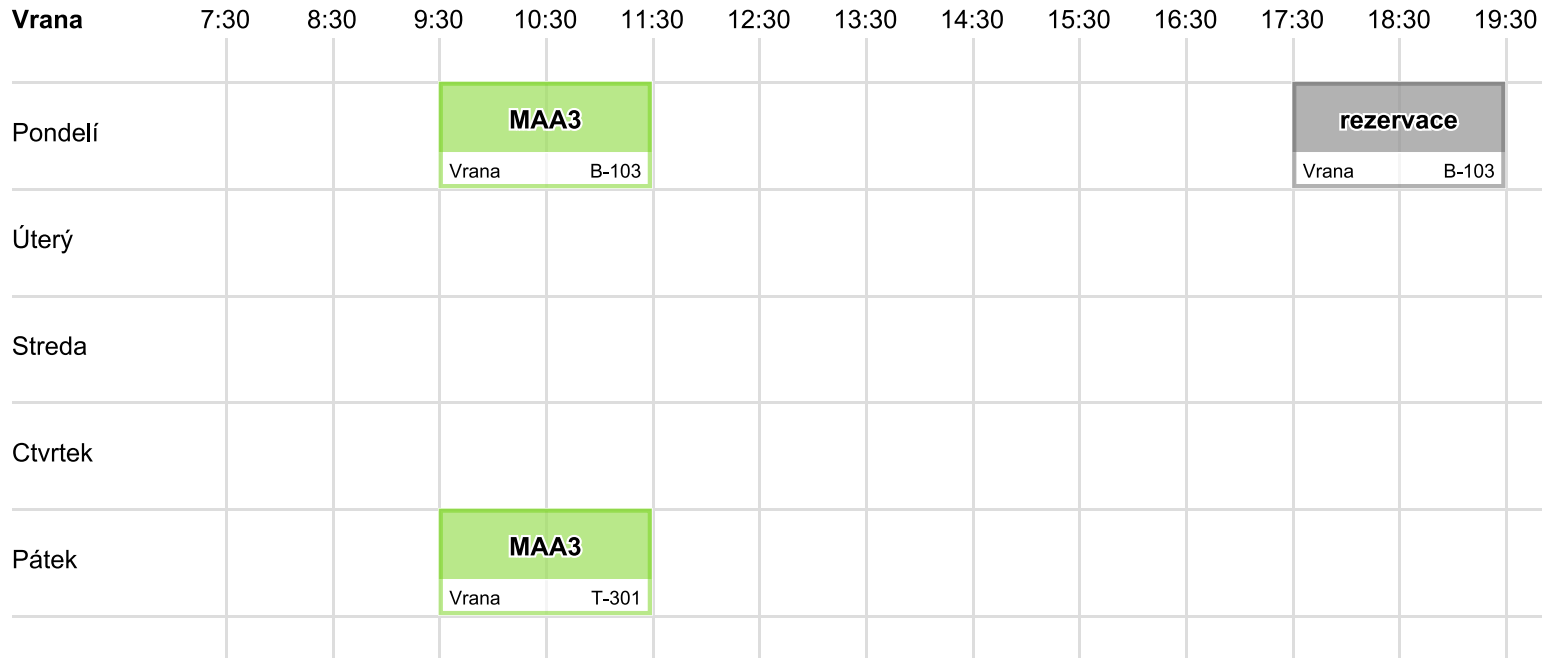 Vrana 7:30 8:30 9:30 10:30 11:30 12:30 13:30 14:30 15:30 16:30 17:30 18:30 19:30
MAA3 rezervace
Pondelí
Vrana B-103 Vrana B-103
Úterý
Streda
Ctvrtek
MAA3
Pátek
Vrana T-301